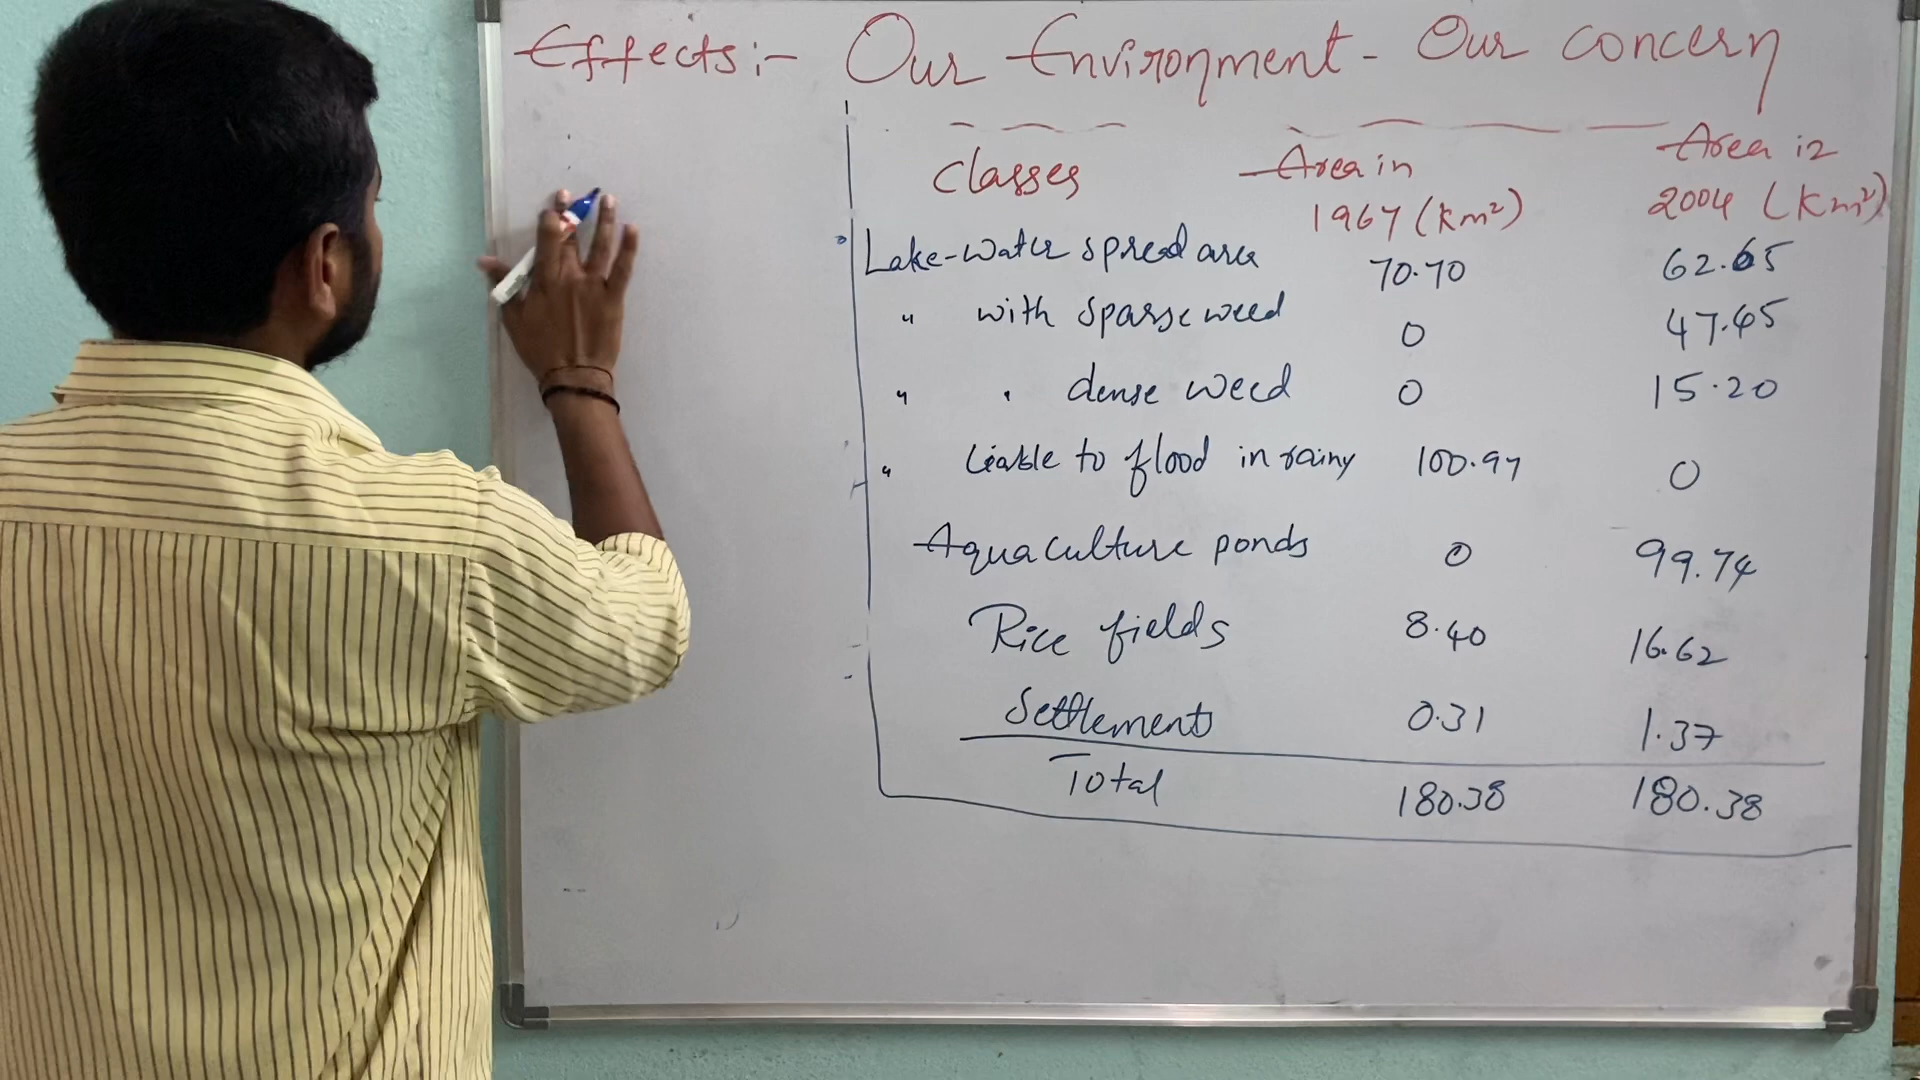 Effects:- Our Environment - Our concern
Classes Area in 1967 (km²) Area in 2004 (km²)
Lake-Water spread area 70.70 62.65
" with sparse weed 0 47.45
" " dense weed 0 15.20
" Liable to flood in rainy 100.97 0
Aquaculture ponds 0 99.74
Rice fields 8.40 16.62
Settlements 0.31 1.37
Total 180.38 180.38